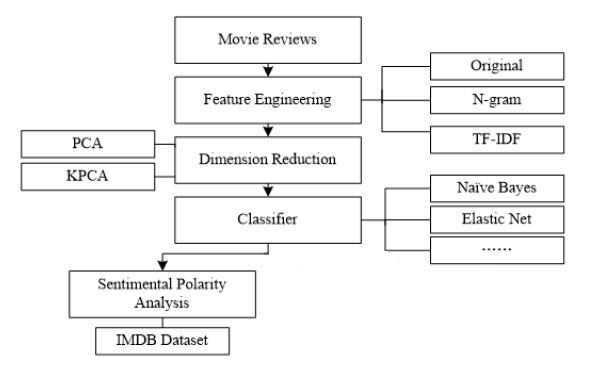 Movie Reviews
Original
Feature Engineering
N-gram
TF-IDF
PCA
Dimension Reduction
KPCA
Naïve Bayes
Classifier
Elastic Net
......
Sentimental Polarity
Analysis
IMDB Dataset